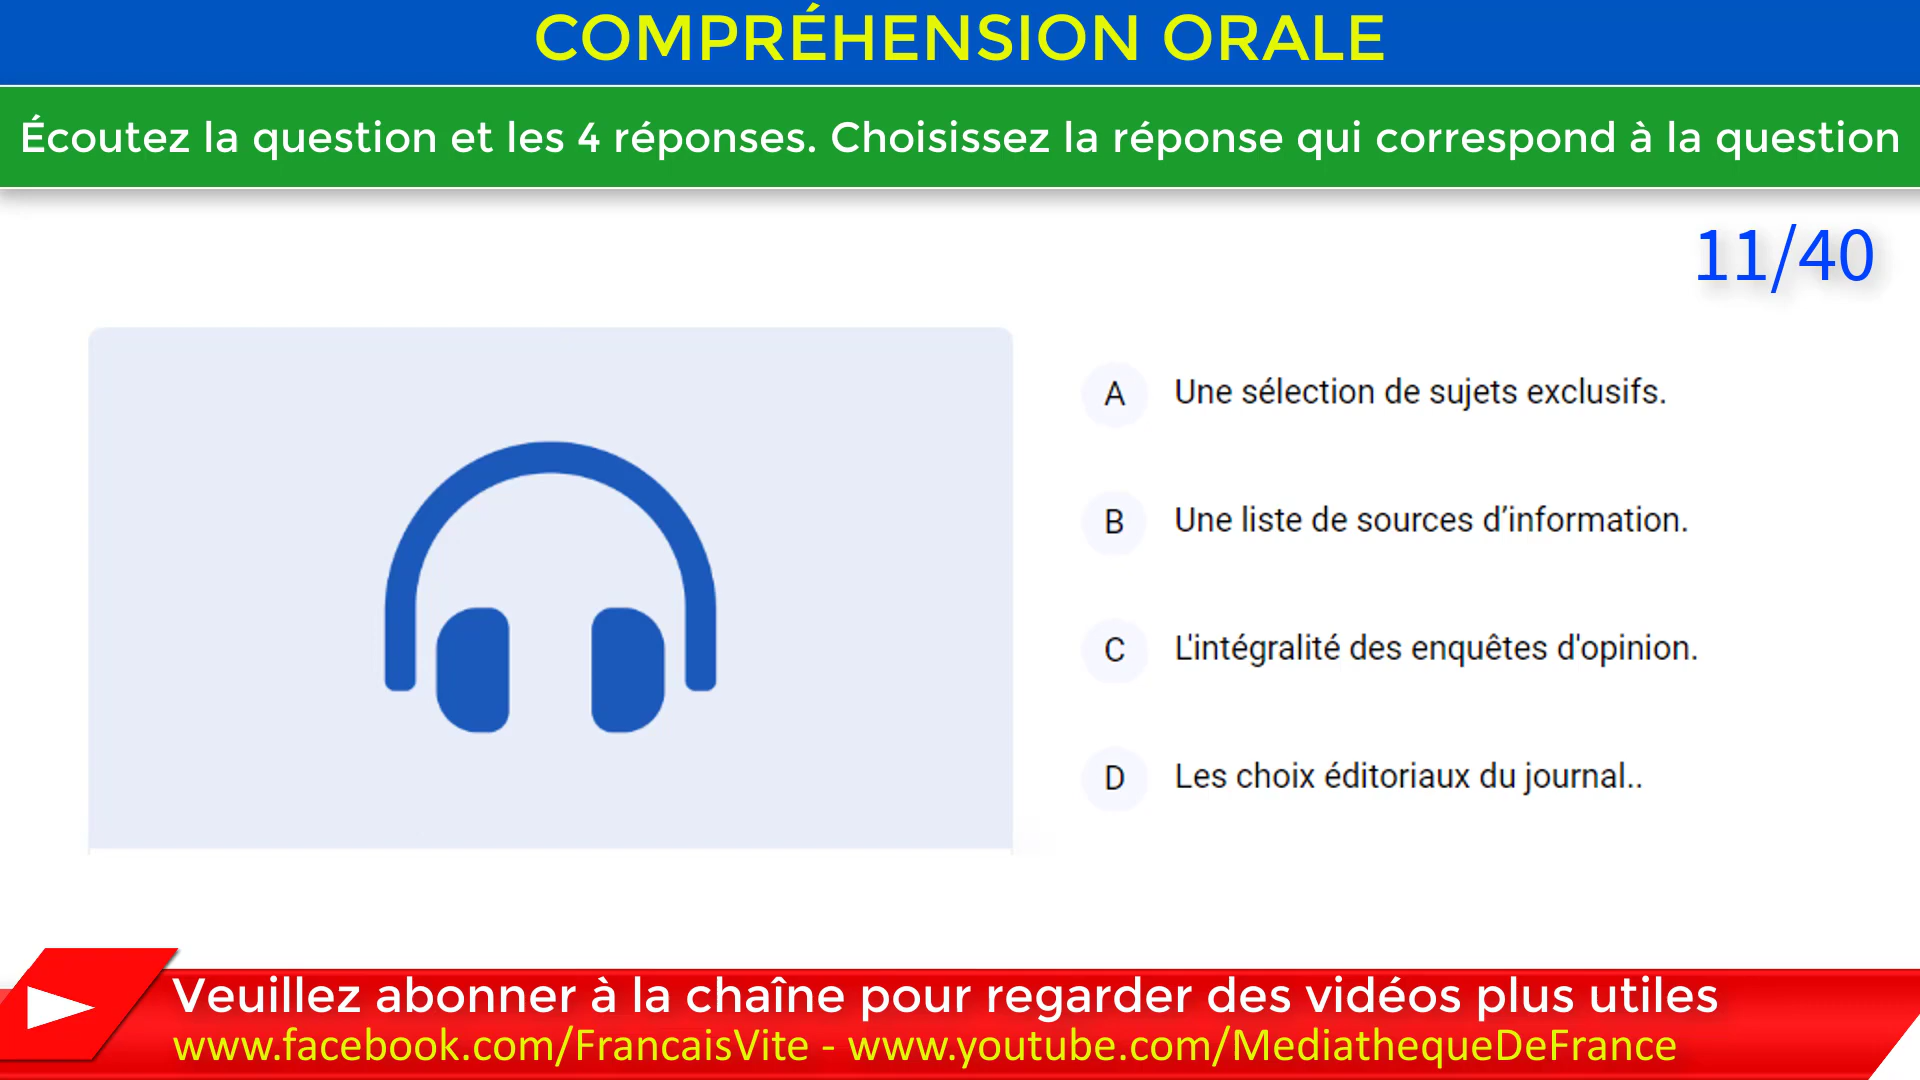 COMPRÉHENSION ORALE
Écoutez la question et les 4 réponses. Choisissez la réponse qui correspond à la question
11/40
A Une sélection de sujets exclusifs.
B Une liste de sources d’information.
C L'intégralité des enquêtes d'opinion.
D Les choix éditoriaux du journal..
Veuillez abonner à la chaîne pour regarder des vidéos plus utiles
www.facebook.com/FrancaisVite - www.youtube.com/MediathequeDeFrance